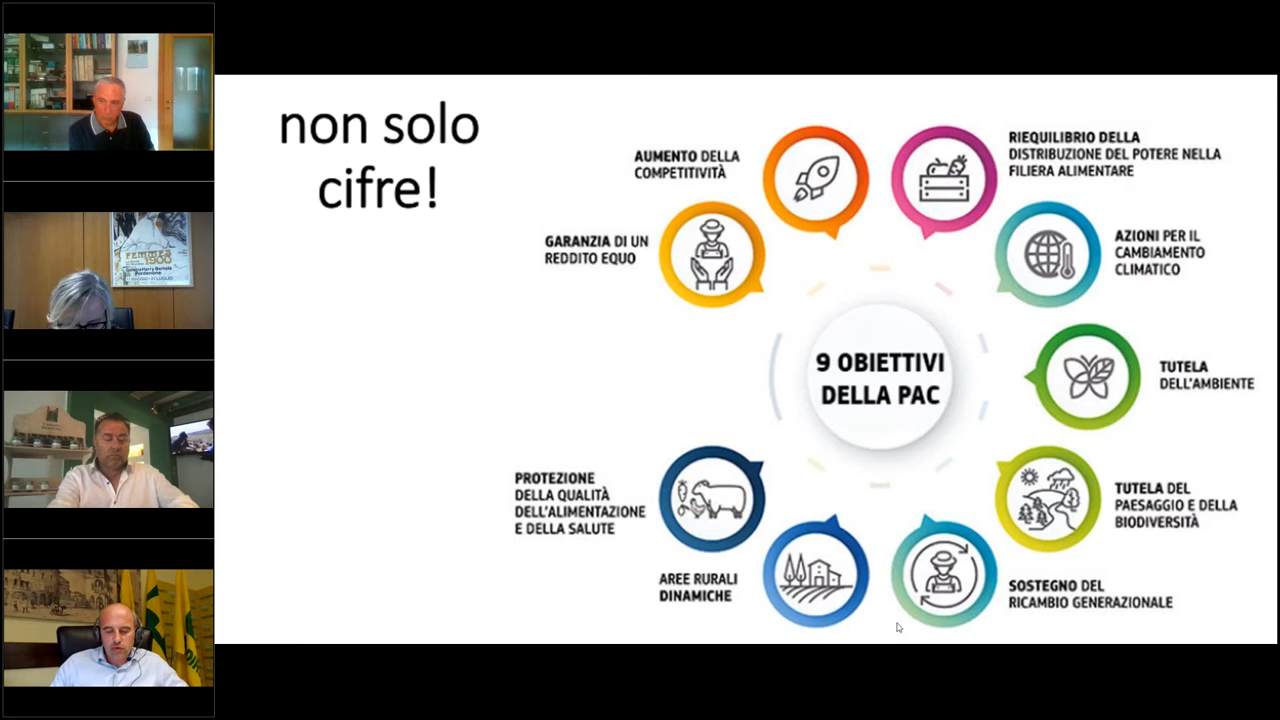 non solo
cifre!
AUMENTO DELLA
COMPETITIVITÀ
RIEQUILIBRIO DELLA
DISTRIBUZIONE DEL POTERE NELLA
FILIERA ALIMENTARE
GARANZIA DI UN
REDDITO EQUO
AZIONI PER IL
CAMBIAMENTO
CLIMATICO
9 OBIETTIVI
DELLA PAC
TUTELA
DELL'AMBIENTE
PROTEZIONE
DELLA QUALITÀ
DELL'ALIMENTAZIONE
E DELLA SALUTE
TUTELA DEL
PAESAGGIO E DELLA
BIODIVERSITÀ
AREE RURALI
DINAMICHE
SOSTEGNO DEL
RICAMBIO GENERAZIONALE
FEMMES
1900